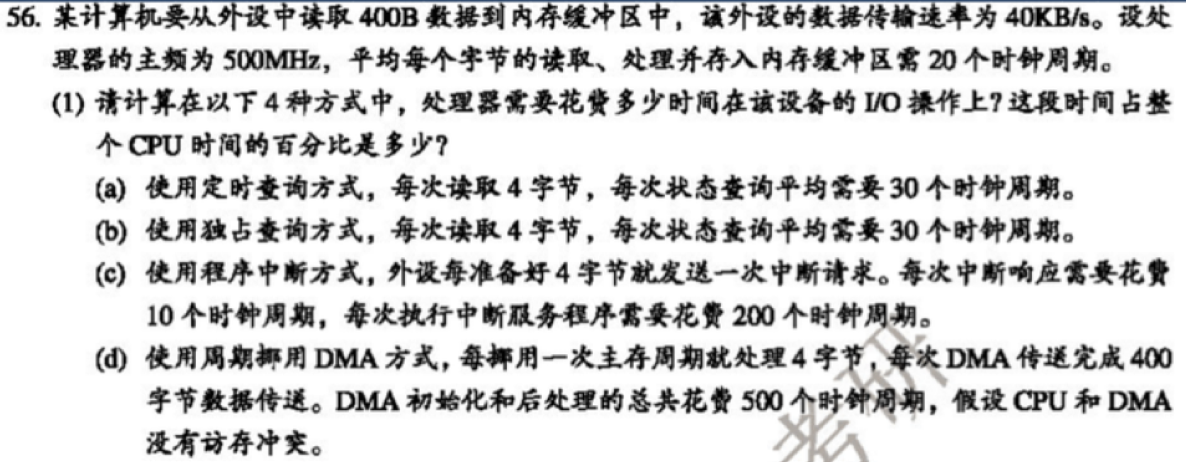 56. 某计算机要从外设中读取 400B 数据到内存缓冲区中，该外设的数据传输速率为 40KB/s。设处
理器的主频为 500MHz，平均每个字节的读取、处理并存入内存缓冲区需 20 个时钟周期。
(1) 请计算在以下 4 种方式中，处理器需要花费多少时间在该设备的 I/O 操作上？这段时间占整
个 CPU 时间的百分比是多少？
(a) 使用定时查询方式，每次读取 4 字节，每次状态查询平均需要 30 个时钟周期。
(b) 使用独占查询方式，每次读取 4 字节，每次状态查询平均需要 30 个时钟周期。
(c) 使用程序中断方式，外设每准备好 4 字节就发送一次中断请求。每次中断响应需要花费
10 个时钟周期，每次执行中断服务程序需要花费 200 个时钟周期。
(d) 使用周期挪用 DMA 方式，每挪用一次主存周期就处理 4 字节，每次 DMA 传送完成 400
字节数据传送。DMA 初始化和后处理的总共花费 500 个时钟周期，假设 CPU 和 DMA
没有访存冲突。
考研